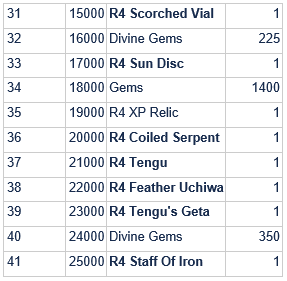 31 15000 R4 Scorched Vial 1
32 16000 Divine Gems 225
33 17000 R4 Sun Disc 1
34 18000 Gems 1400
35 19000 R4 XP Relic 1
36 20000 R4 Coiled Serpent 1
37 21000 R4 Tengu 1
38 22000 R4 Feather Uchiwa 1
39 23000 R4 Tengu's Geta 1
40 24000 Divine Gems 350
41 25000 R4 Staff Of Iron 1